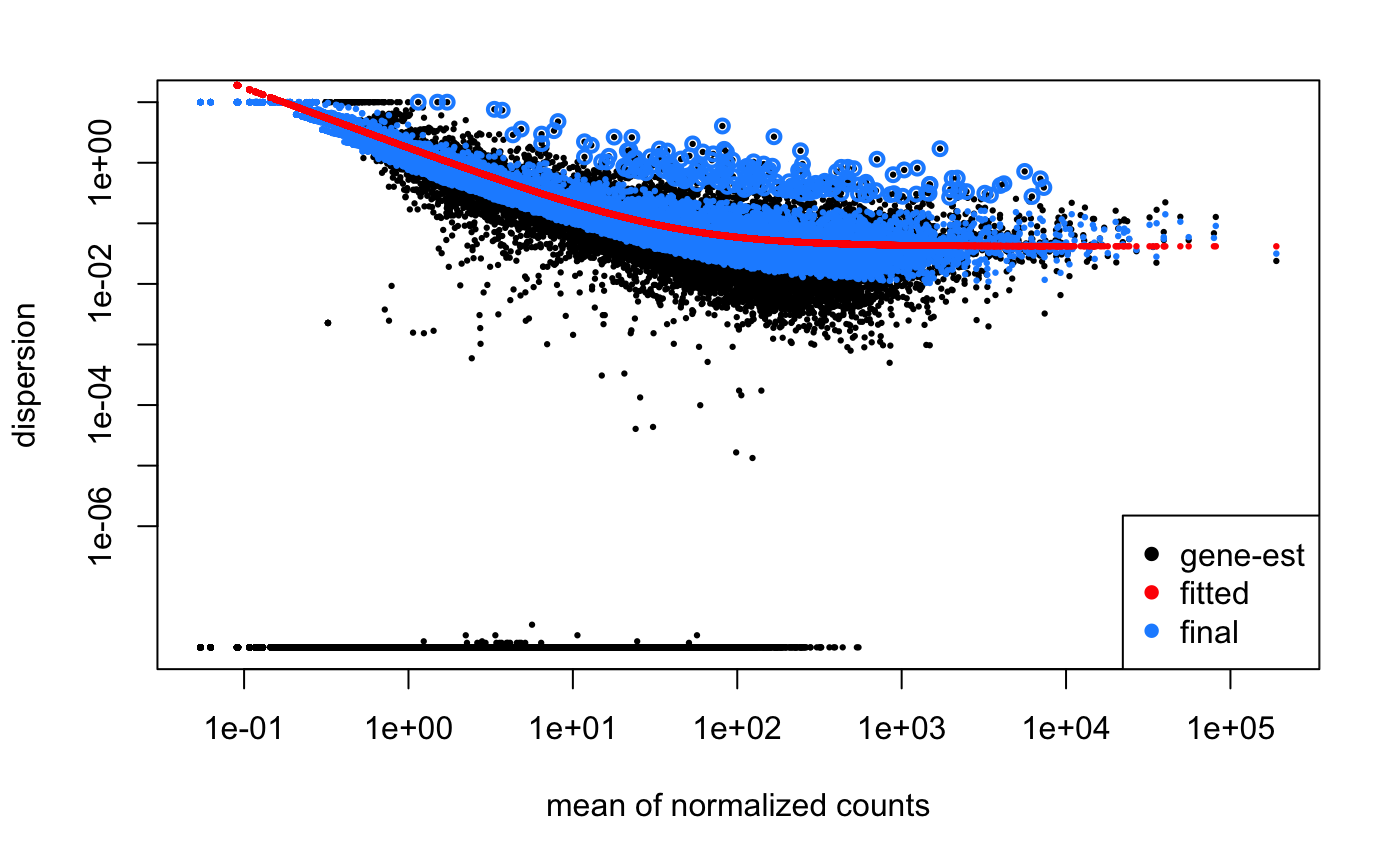 dispersion
1e+00
1e-02
1e-04
1e-06
gene-est
fitted
final
1e-01 1e+00 1e+01 1e+02 1e+03 1e+04 1e+05
mean of normalized counts